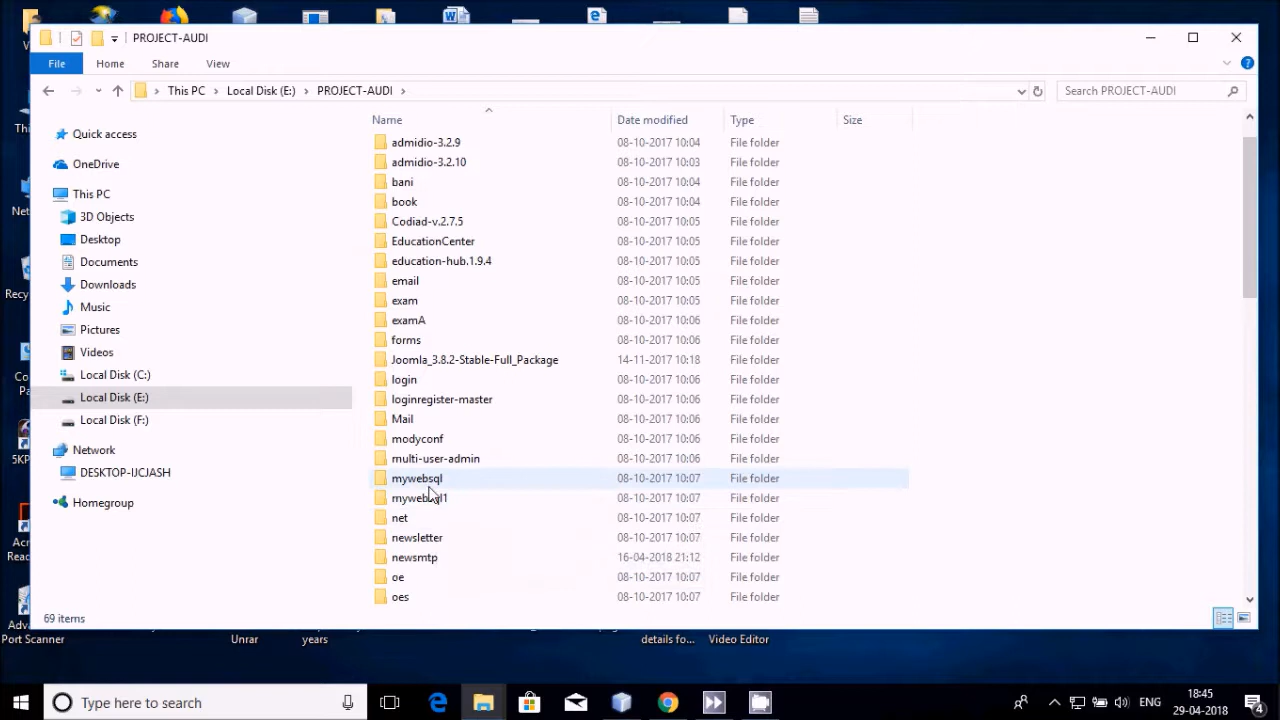 PROJECT-AUDI
File Home Share View
This PC Local Disk (E:) PROJECT-AUDI
Search PROJECT-AUDI
Name Date modified Type Size
Quick access
OneDrive
This PC
3D Objects
Desktop
Documents
Downloads
Music
Pictures
Videos
Local Disk (C:)
Local Disk (E:)
Local Disk (F:)
Network
DESKTOP-IJCJASH
Homegroup
admidio-3.2.9 08-10-2017 10:04 File folder
admidio-3.2.10 08-10-2017 10:03 File folder
bani 08-10-2017 10:04 File folder
book 08-10-2017 10:04 File folder
Codiad-v.2.7.5 08-10-2017 10:05 File folder
EducationCenter 08-10-2017 10:05 File folder
education-hub.1.9.4 08-10-2017 10:05 File folder
email 08-10-2017 10:05 File folder
exam 08-10-2017 10:05 File folder
examA 08-10-2017 10:06 File folder
forms 08-10-2017 10:06 File folder
Joomla_3.8.2-Stable-Full_Package 14-11-2017 10:18 File folder
login 08-10-2017 10:06 File folder
loginregister-master 08-10-2017 10:06 File folder
Mail 08-10-2017 10:06 File folder
modyconf 08-10-2017 10:06 File folder
multi-user-admin 08-10-2017 10:06 File folder
mywebsql 08-10-2017 10:07 File folder
mywebsql1 08-10-2017 10:07 File folder
net 08-10-2017 10:07 File folder
newsletter 08-10-2017 10:07 File folder
newsmtp 16-04-2018 21:12 File folder
oe 08-10-2017 10:07 File folder
oes 08-10-2017 10:07 File folder
69 items
Port Scanner Unrar years details fo... Video Editor
Type here to search
ENG
18:45
29-04-2018
4